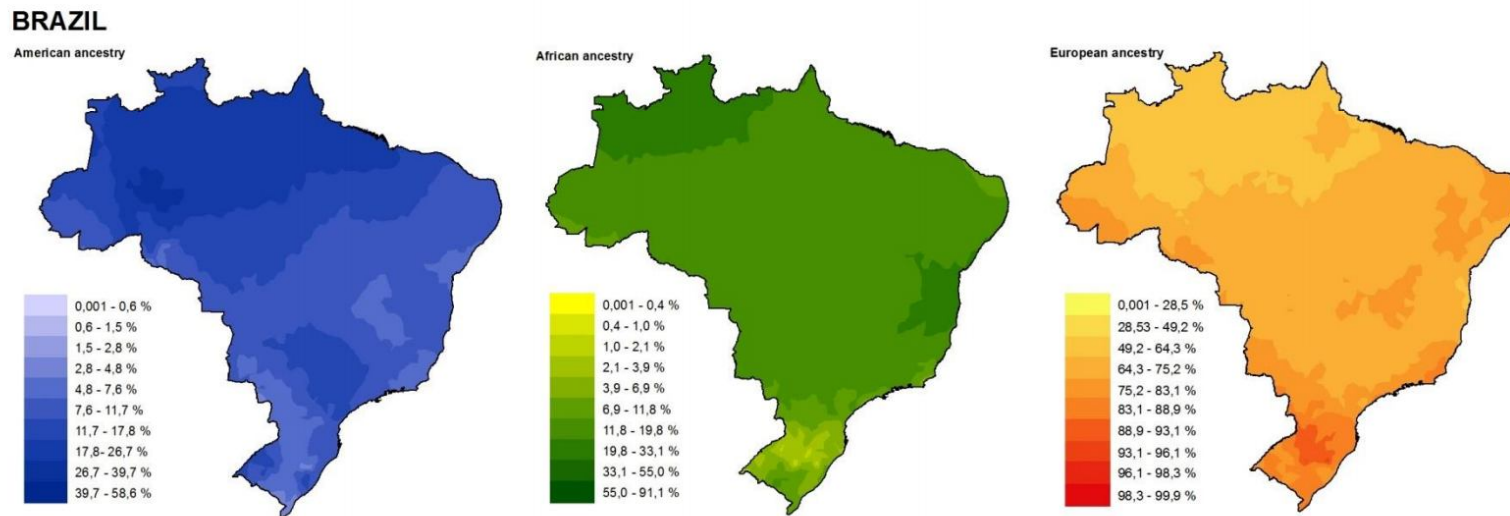 BRAZIL
American ancestry
0,001 - 0,6 %
0,6 - 1,5 %
1,5 - 2,8 %
2,8 - 4,8 %
4,8 - 7,6 %
7,6 - 11,7 %
11,7 - 17,8 %
17,8- 26,7 %
26,7 - 39,7 %
39,7 - 58,6 %
African ancestry
0,001 - 0,4 %
0,4 - 1,0 %
1,0 - 2,1 %
2,1 - 3,9 %
3,9 - 6,9 %
6,9 - 11,8 %
11,8 - 19,8 %
19,8 - 33,1 %
33,1 - 55,0 %
55,0 - 91,1 %
European ancestry
0,001 - 28,5 %
28,53 - 49,2 %
49,2 - 64,3 %
64,3 - 75,2 %
75,2 - 83,1 %
83,1 - 88,9 %
88,9 - 93,1 %
93,1 - 96,1 %
96,1 - 98,3 %
98,3 - 99,9 %